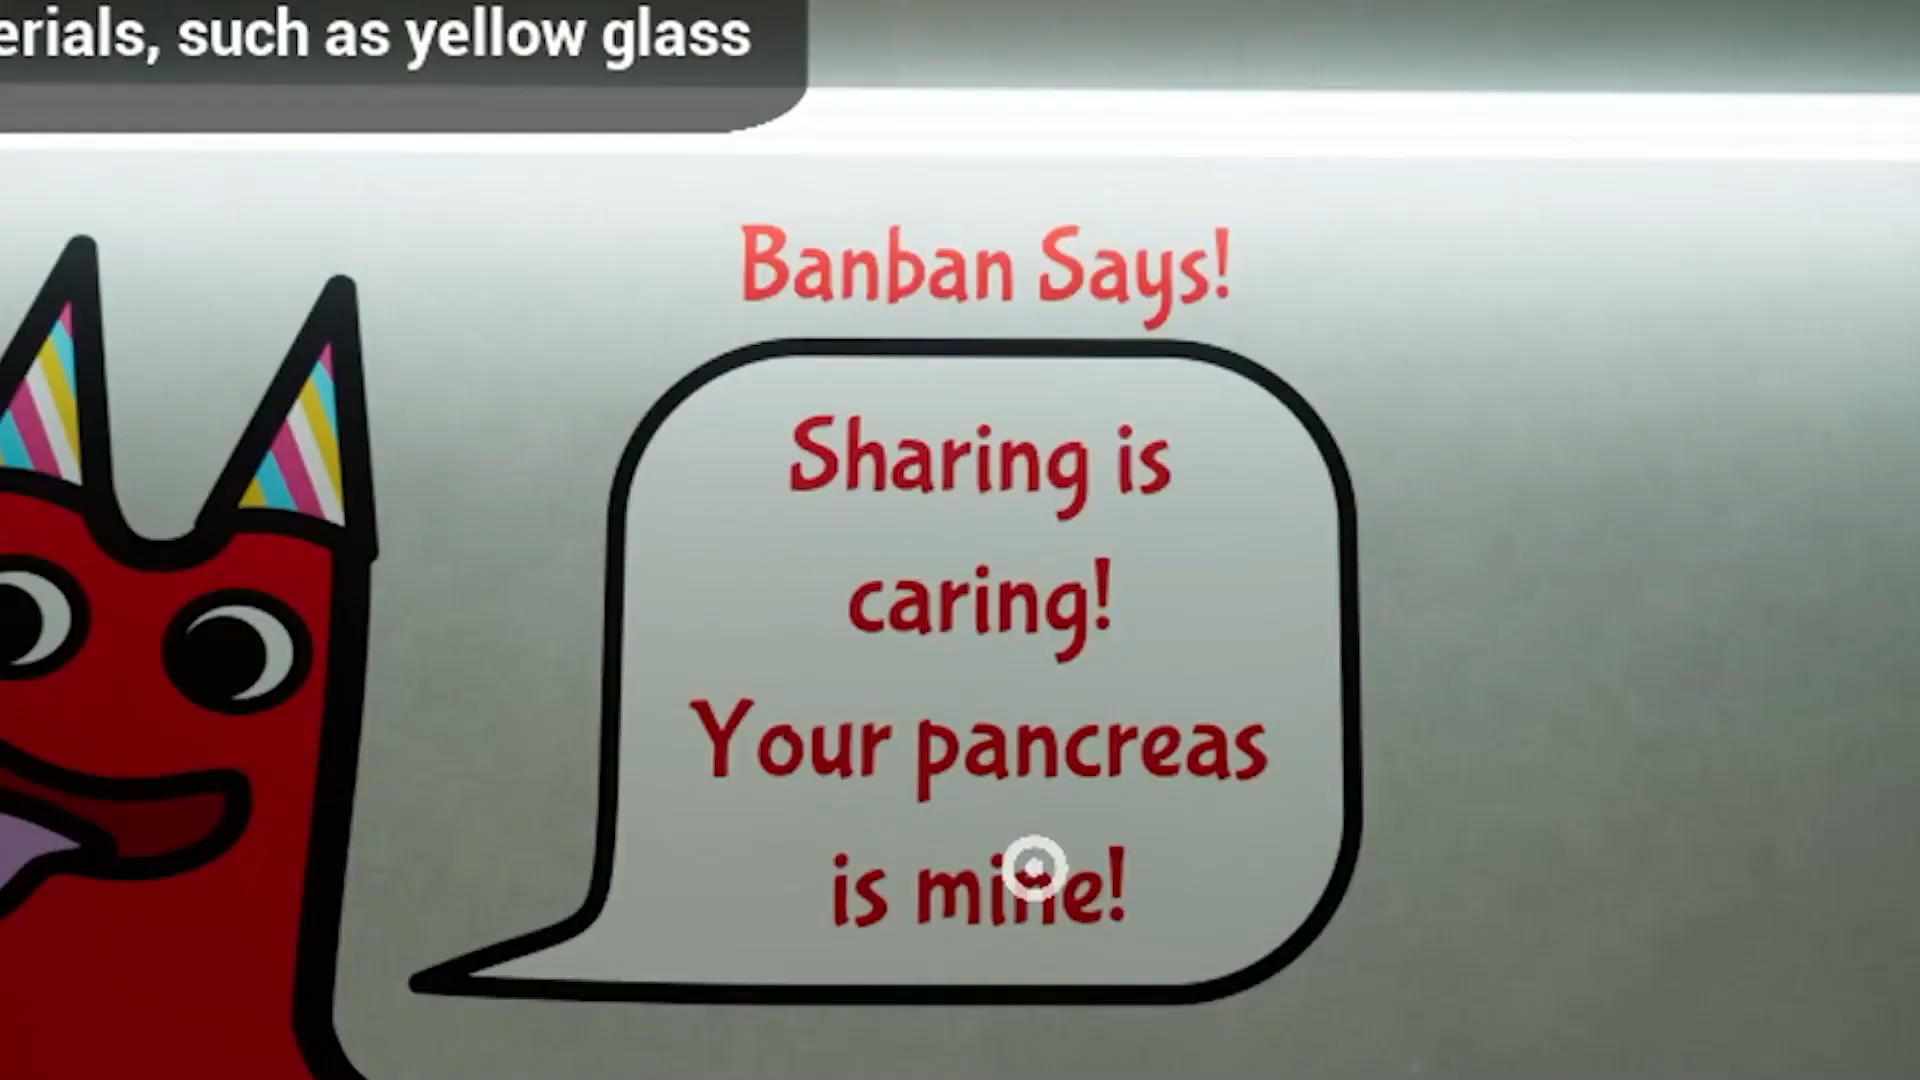 erials, such as yellow glass
Banban Says!
Sharing is
caring!
Your pancreas
is mine!